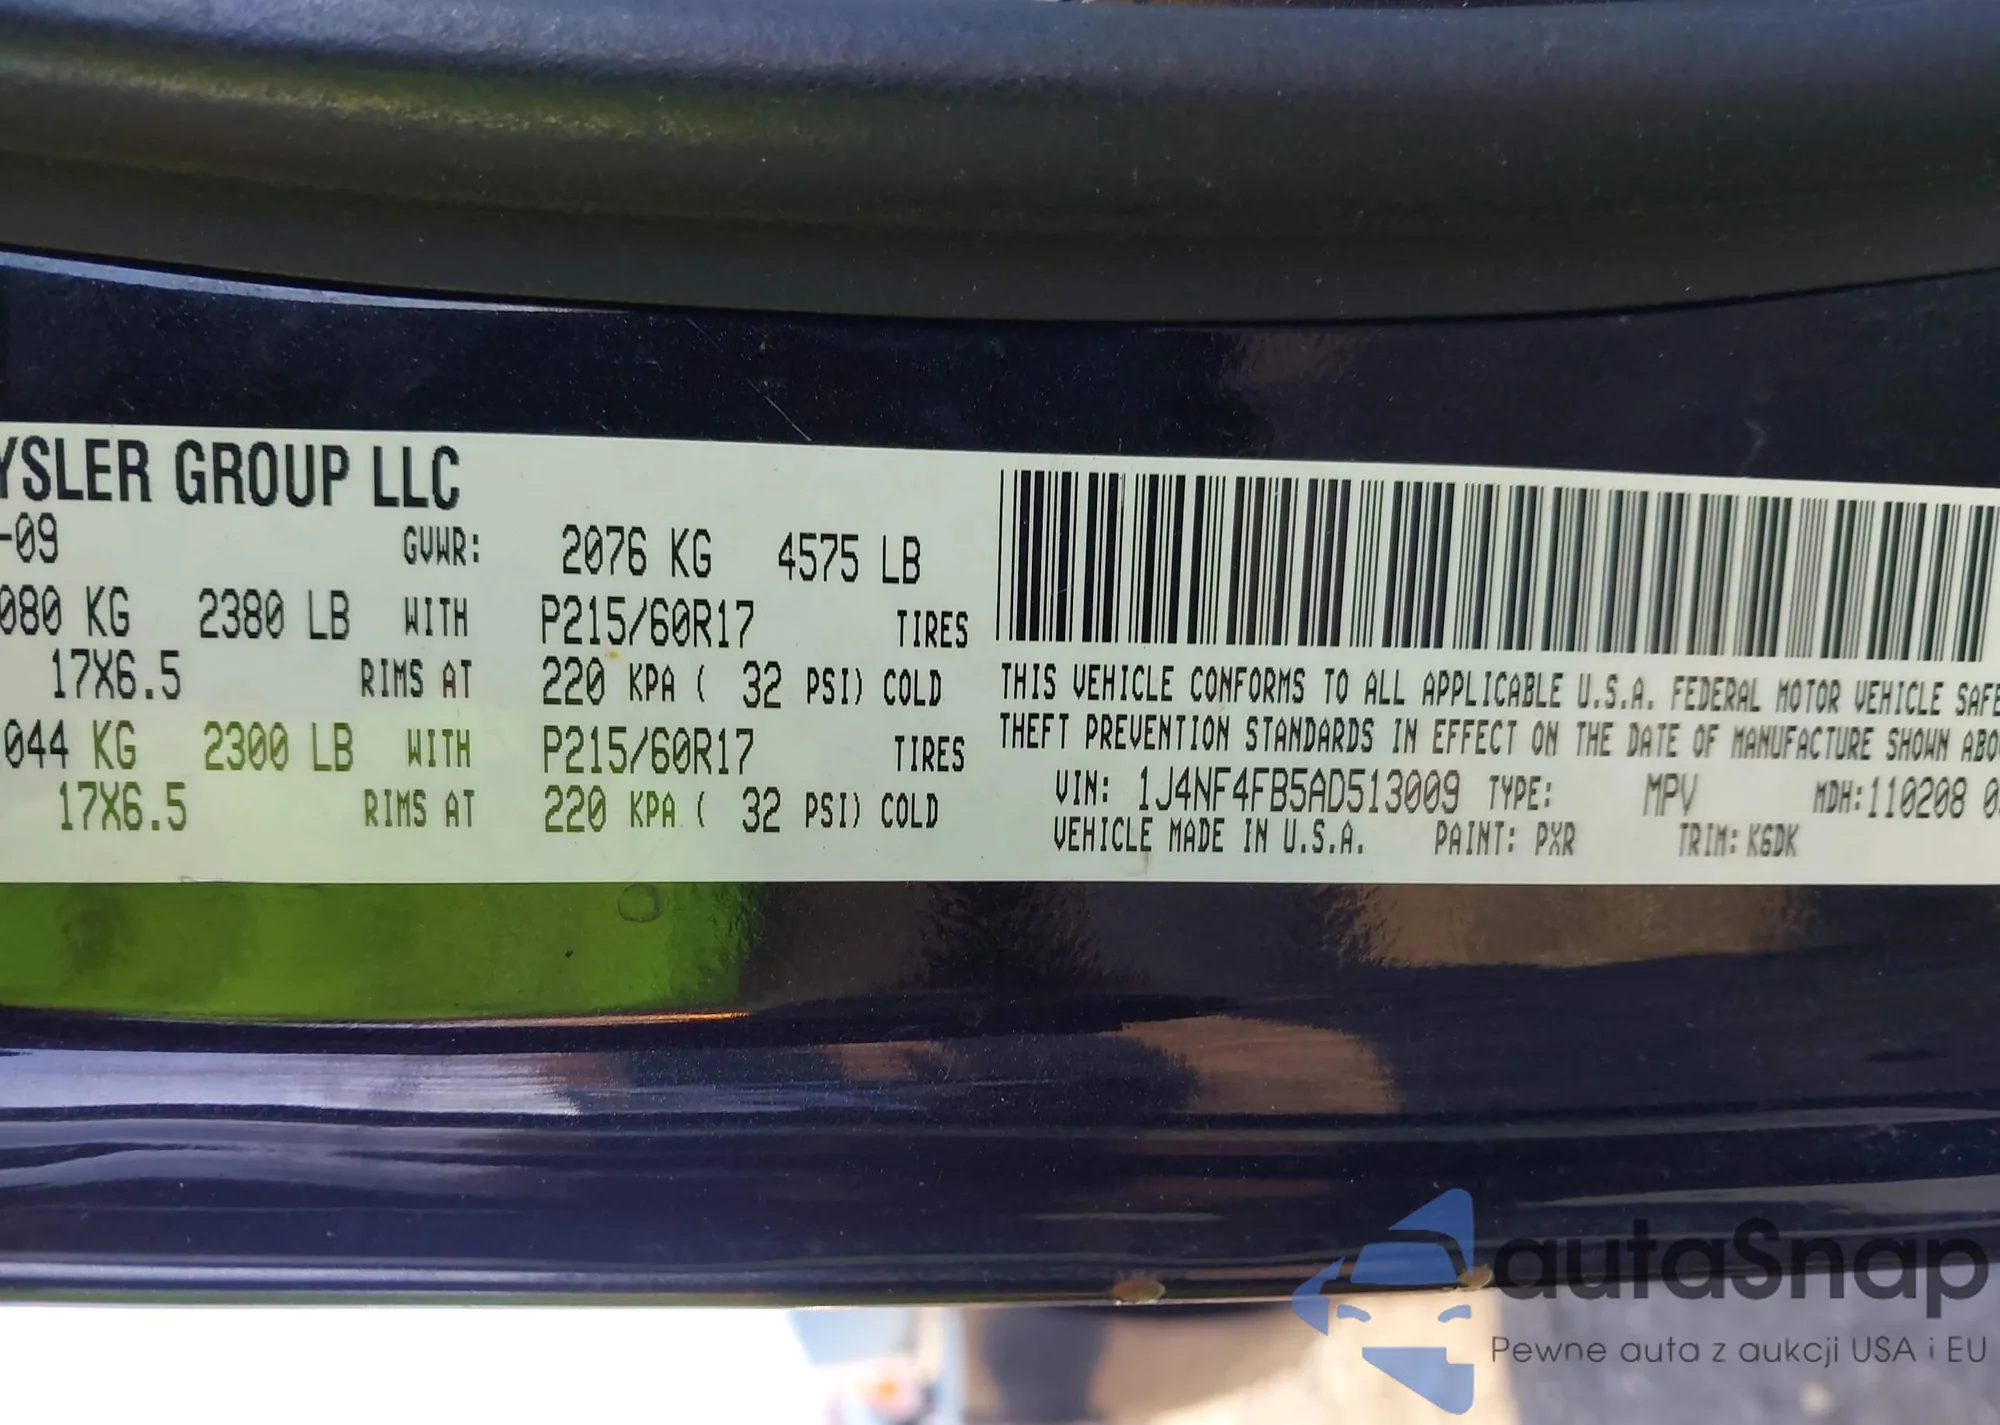 YSLER GROUP LLC
-09 GVWR: 2076 KG 4575 LB
080 KG 2380 LB WITH P215/60R17 TIRES
17X6.5 RIMS AT 220 KPA ( 32 PSI) COLD
044 KG 2300 LB WITH P215/60R17 TIRES
17X6.5 RIMS AT 220 KPA ( 32 PSI) COLD
THIS VEHICLE CONFORMS TO ALL APPLICABLE U.S.A. FEDERAL MOTOR VEHICLE SAFE
THEFT PREVENTION STANDARDS IN EFFECT ON THE DATE OF MANUFACTURE SHOWN ABO
VIN: 1J4NF4FB5AD513009 TYPE: MPV MDH:110208 0
VEHICLE MADE IN U.S.A. PAINT: PXR TRIM: K6DK
autaSnap
Pewne auta z aukcji USA i EU